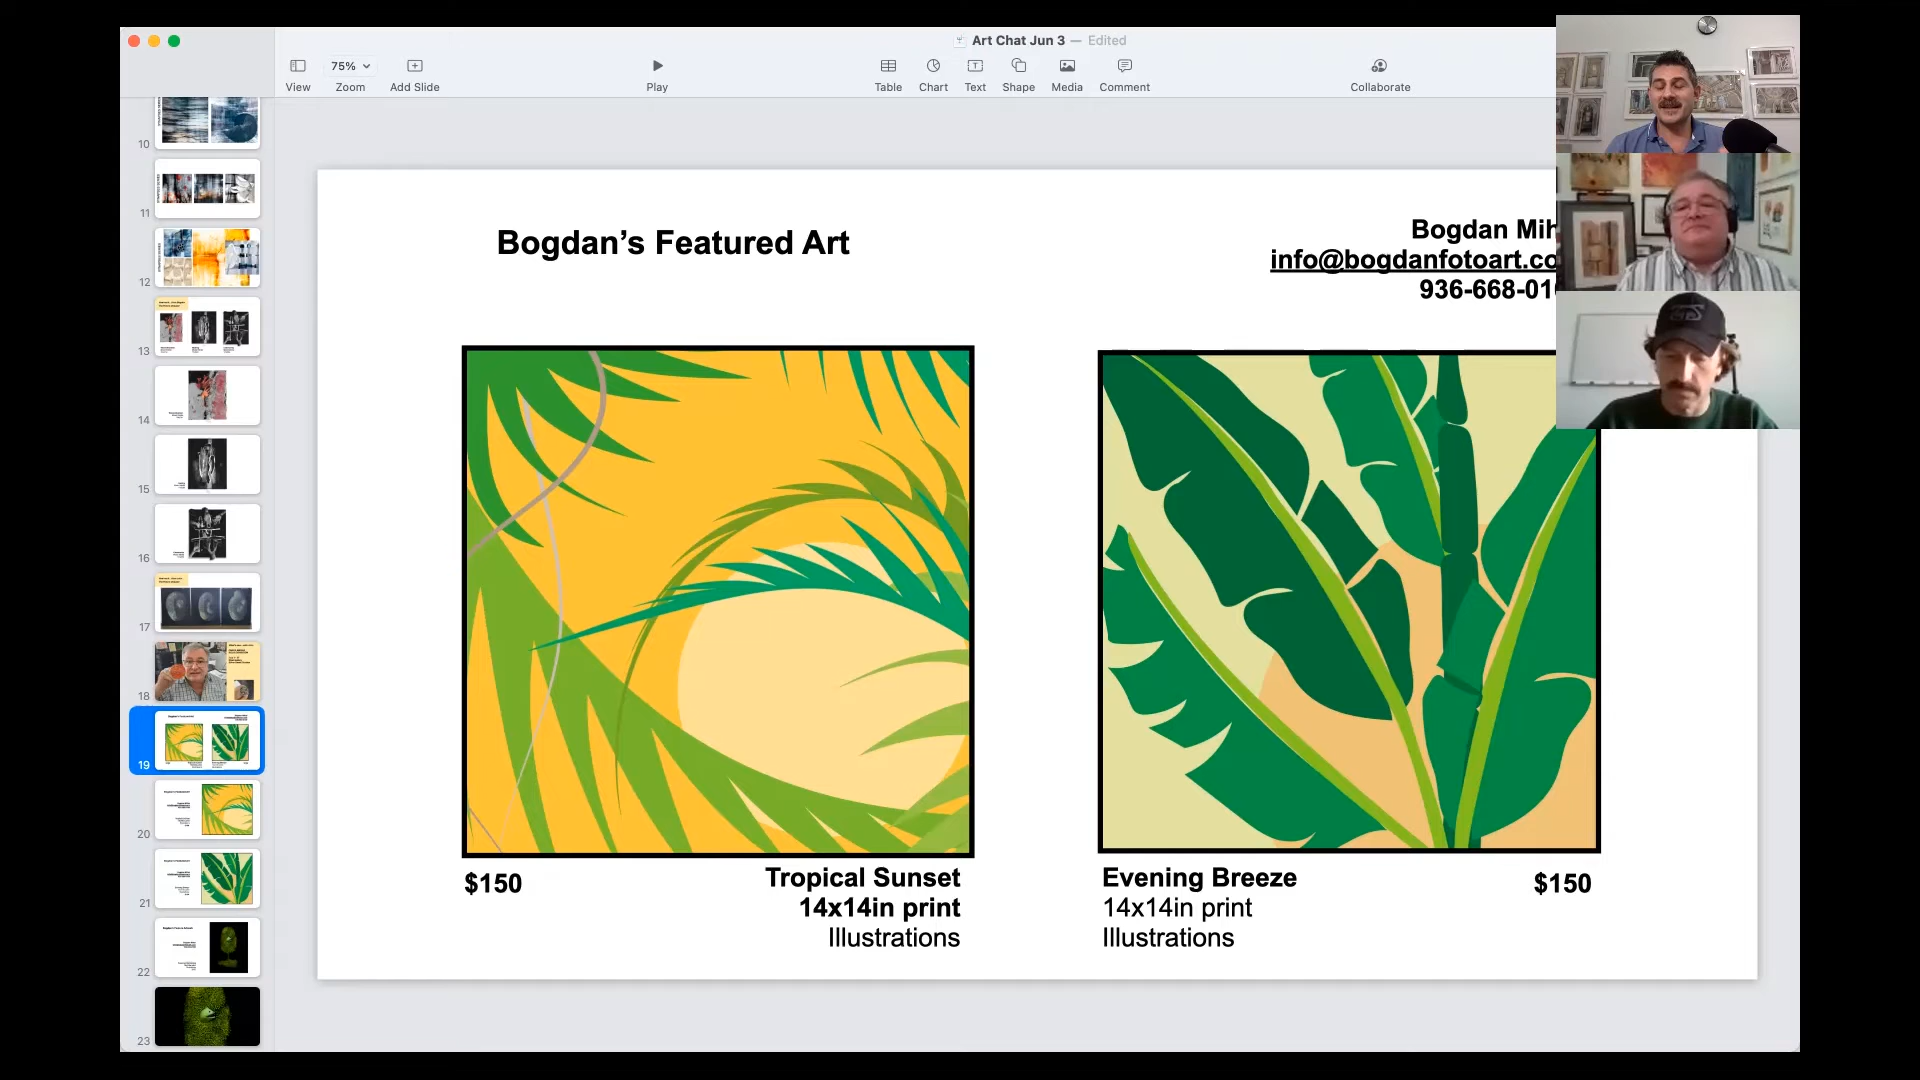 Art Chat Jun 3 — Edited
75%
View
Zoom
Add Slide
Play
Table
Chart
Text
Shape
Media
Comment
Collaborate
10
11
12
13
14
15
16
17
18
19
20
21
22
23
Bogdan’s Featured Art
Bogdan Mih
info@bogdanfotoart.co
936-668-01
$150
Tropical Sunset
14x14in print
Illustrations
Evening Breeze
14x14in print
Illustrations
$150